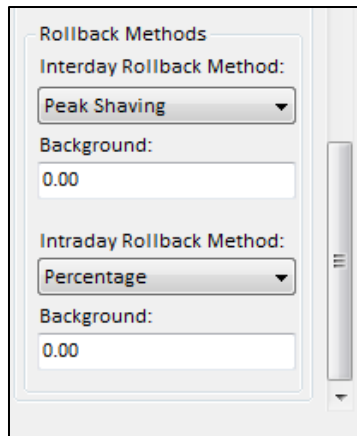 Rollback Methods
Interday Rollback Method:
Peak Shaving
Background:
0.00
Intraday Rollback Method:
Percentage
Background:
0.00